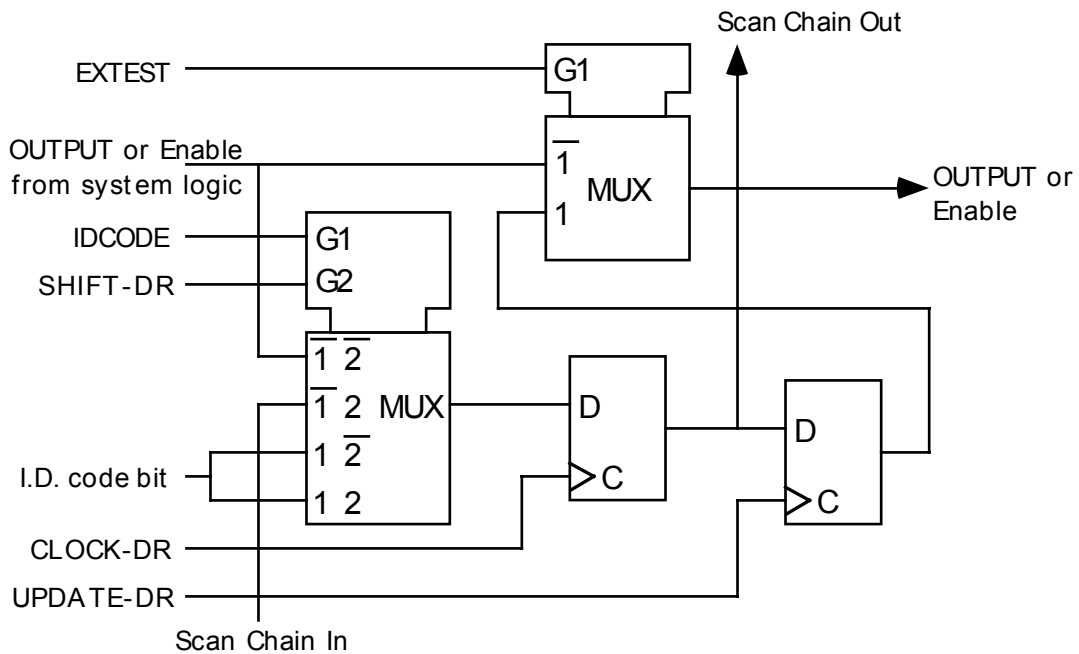 Scan Chain Out
EXTEST
G1
OUTPUT or Enable
from system logic
1̅
MUX
1
OUTPUT or
Enable
IDCODE
G1
SHIFT-DR
G2
1̅ 2̅
1̅ 2 MUX
1 2̅
1 2
D
C
D
C
I.D. code bit
CLOCK-DR
UPDATE-DR
Scan Chain In